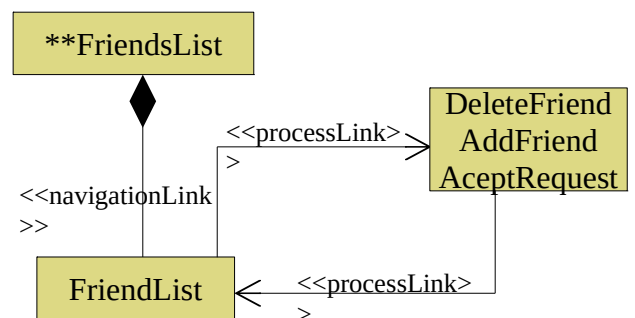 **FriendsList
DeleteFriend
AddFriend
AceptRequest
<<processLink>
>
<<navigationLink
>>
FriendList
<<processLink>
>